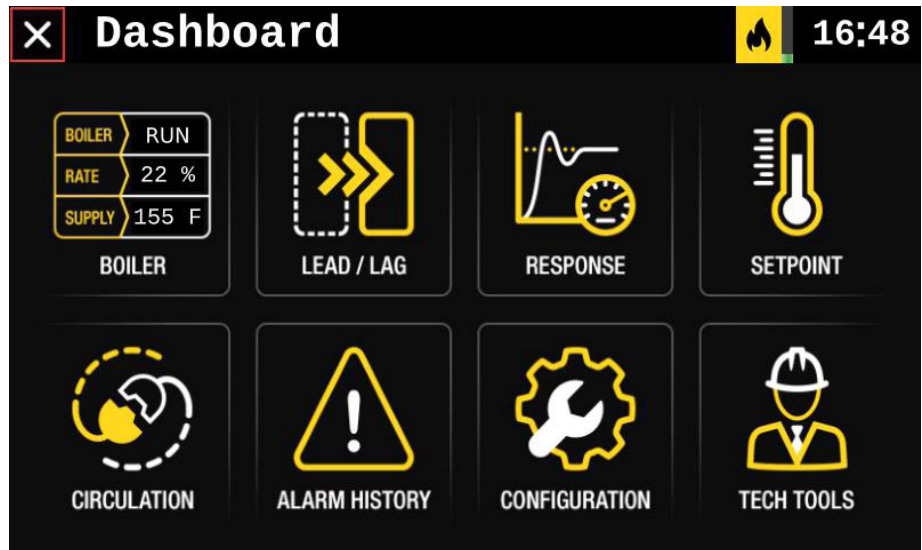 Dashboard
16:48
BOILER RUN
RATE 22 %
SUPPLY 155 F
BOILER
LEAD / LAG
RESPONSE
SETPOINT
CIRCULATION
ALARM HISTORY
CONFIGURATION
TECH TOOLS